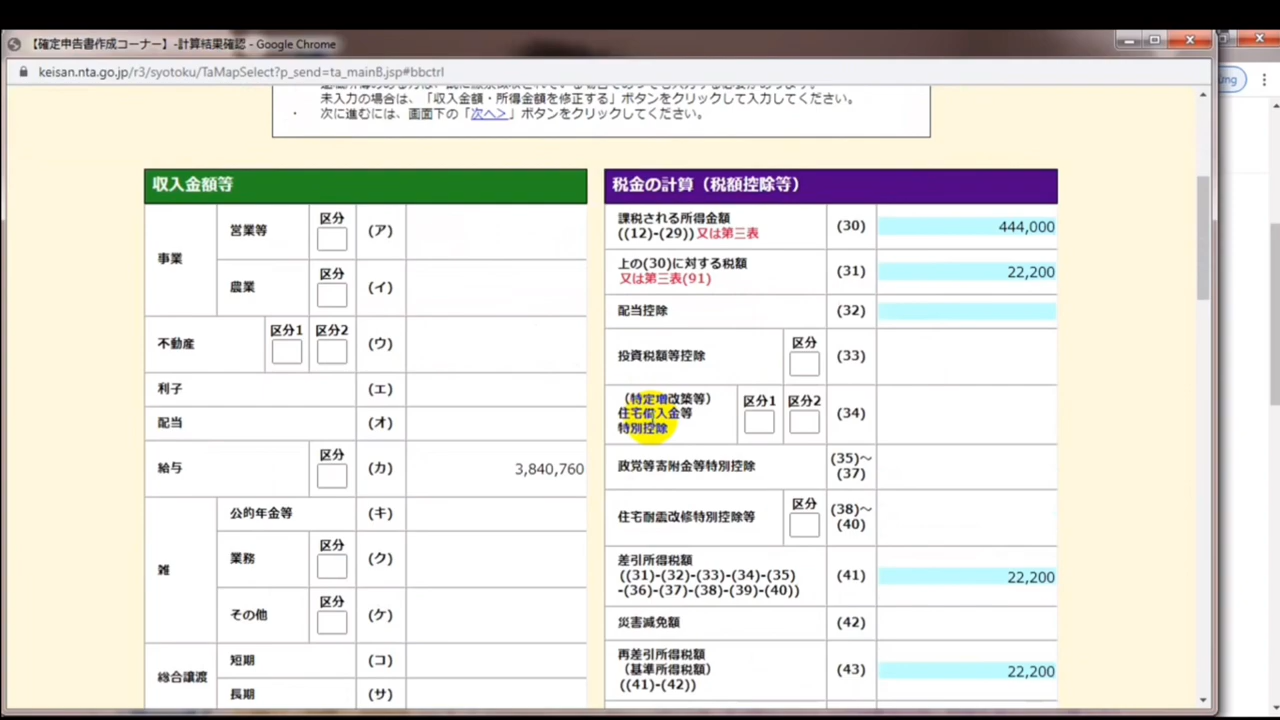 【確定申告書作成コーナー】-計算結果確認 - Google Chrome
keisan.nta.go.jp/r3/syotoku/TaMapSelect?p_send=ta_main8.jsp#bbctrl
ứng
未入力の場合は、「収入金額・所得金額を修正する」ボタンをクリックして入力してください。
・ 次に進むには、画面下の「次へ>」ボタンをクリックしてください。
収入金額等
事業
営業等
区分
(ア)
農業
区分
(イ)
不動産
区分1
区分2
(ウ)
利子
(エ)
配当
(オ)
給与
区分
(カ)
3,840,760
雑
公的年金等
(キ)
業務
区分
(ク)
その他
区分
(ケ)
総合譲渡
短期
(コ)
長期
(サ)
税金の計算（税額控除等）
課税される所得金額
((12)-(29))又は第三表
(30)
444,000
上の(30)に対する税額
又は第三表(91)
(31)
22,200
配当控除
(32)
投資税額等控除
区分
(33)
（特定増改築等）
住宅借入金等
特別控除
区分1
区分2
(34)
政党等寄附金等特別控除
(35)～
(37)
住宅耐震改修特別控除等
区分
(38)～
(40)
差引所得税額
((31)-(32)-(33)-(34)-(35)
-(36)-(37)-(38)-(39)-(40))
(41)
22,200
災害減免額
(42)
再差引所得税額
（基準所得税額）
((41)-(42))
(43)
22,200